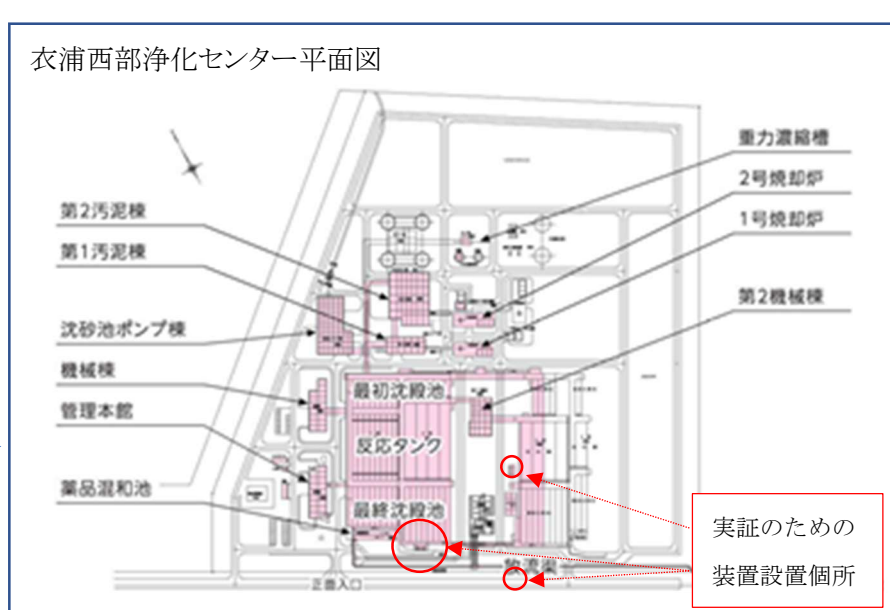 衣浦西部浄化センター平面図
重力濃縮槽
2号焼却炉
1号焼却炉
第2機械棟
第2汚泥棟
第1汚泥棟
沈砂池ポンプ棟
機械棟
管理本館
薬品混和池
最初沈殿池
反応タンク
最終沈殿池
放流渠
正面入口
実証のための
装置設置個所